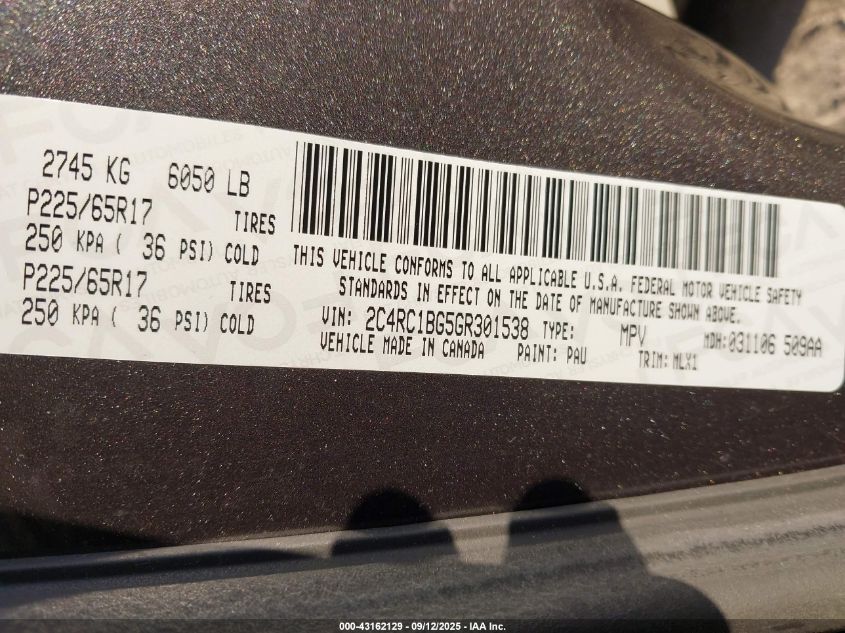 2745 KG 6050 LB
P225/65R17 TIRES
250 KPA ( 36 PSI) COLD
P225/65R17 TIRES
250 KPA ( 36 PSI) COLD
THIS VEHICLE CONFORMS TO ALL APPLICABLE U.S.A. FEDERAL MOTOR VEHICLE SAFETY
STANDARDS IN EFFECT ON THE DATE OF MANUFACTURE SHOWN ABOVE.
VIN: 2C4RC1BG5GR301538 TYPE: MPV MDH: 031106 509AA
VEHICLE MADE IN CANADA PAINT: PAU TRIM: MLX1
000-43162129 - 09/12/2025 - IAA Inc.